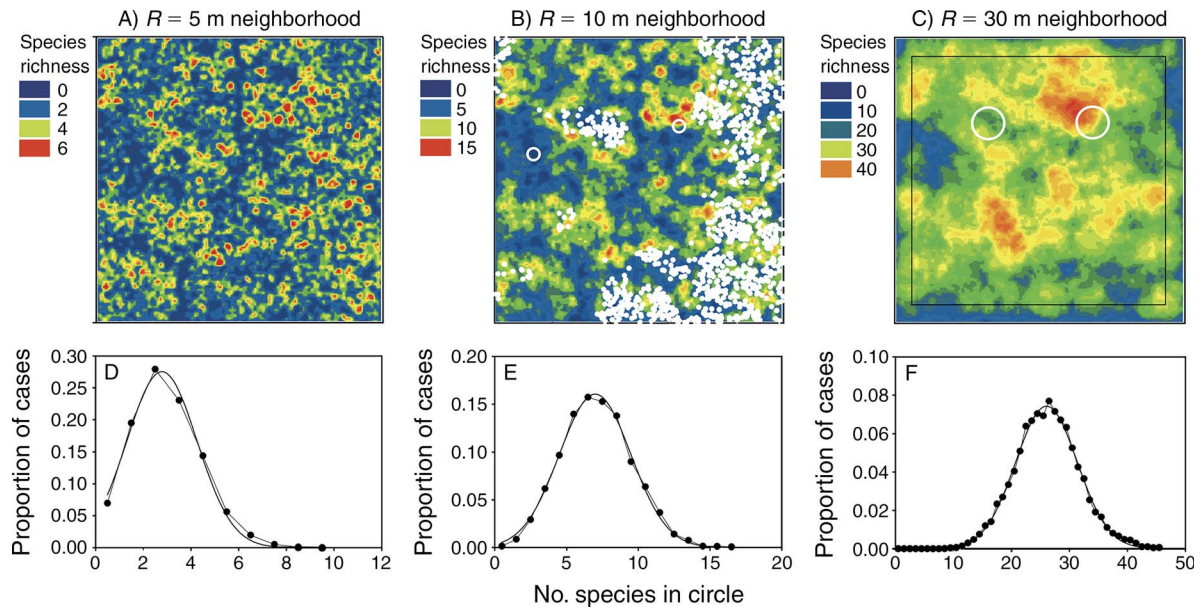 A) R = 5 m neighborhood
Species
richness
0
2
4
6
B) R = 10 m neighborhood
Species
richness
0
5
10
15
C) R = 30 m neighborhood
Species
richness
0
10
20
30
40
D
Proportion of cases
0.30
0.25
0.20
0.15
0.10
0.05
0.00
0 2 4 6 8 10 12
E
Proportion of cases
0.20
0.15
0.10
0.05
0.00
0 5 10 15 20
F
Proportion of cases
0.10
0.08
0.06
0.04
0.02
0.00
0 10 20 30 40 50
No. species in circle